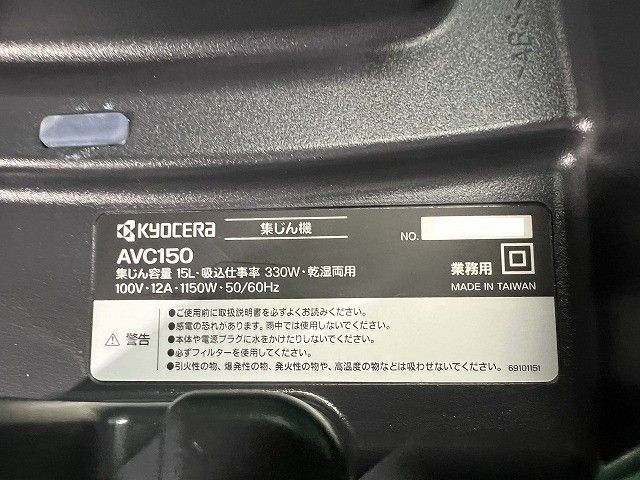 >ABS<
KYOCERA 集じん機 NO.
AVC150
集じん容量 15L・吸込仕事率 330W・乾湿両用
100V・12A・1150W・50/60Hz
業務用
MADE IN TAIWAN
警告
●ご使用前に取扱説明書を必ずよくお読みください。
●感電の恐れがあります。雨中では使用しないでください。
●本体や電源プラグに水をかけたりしないでください。
●必ずフィルターを使用してください。
●引火性の物、爆発性の物、発火性の物や、高温度の物などは吸わせないでください。
69101151